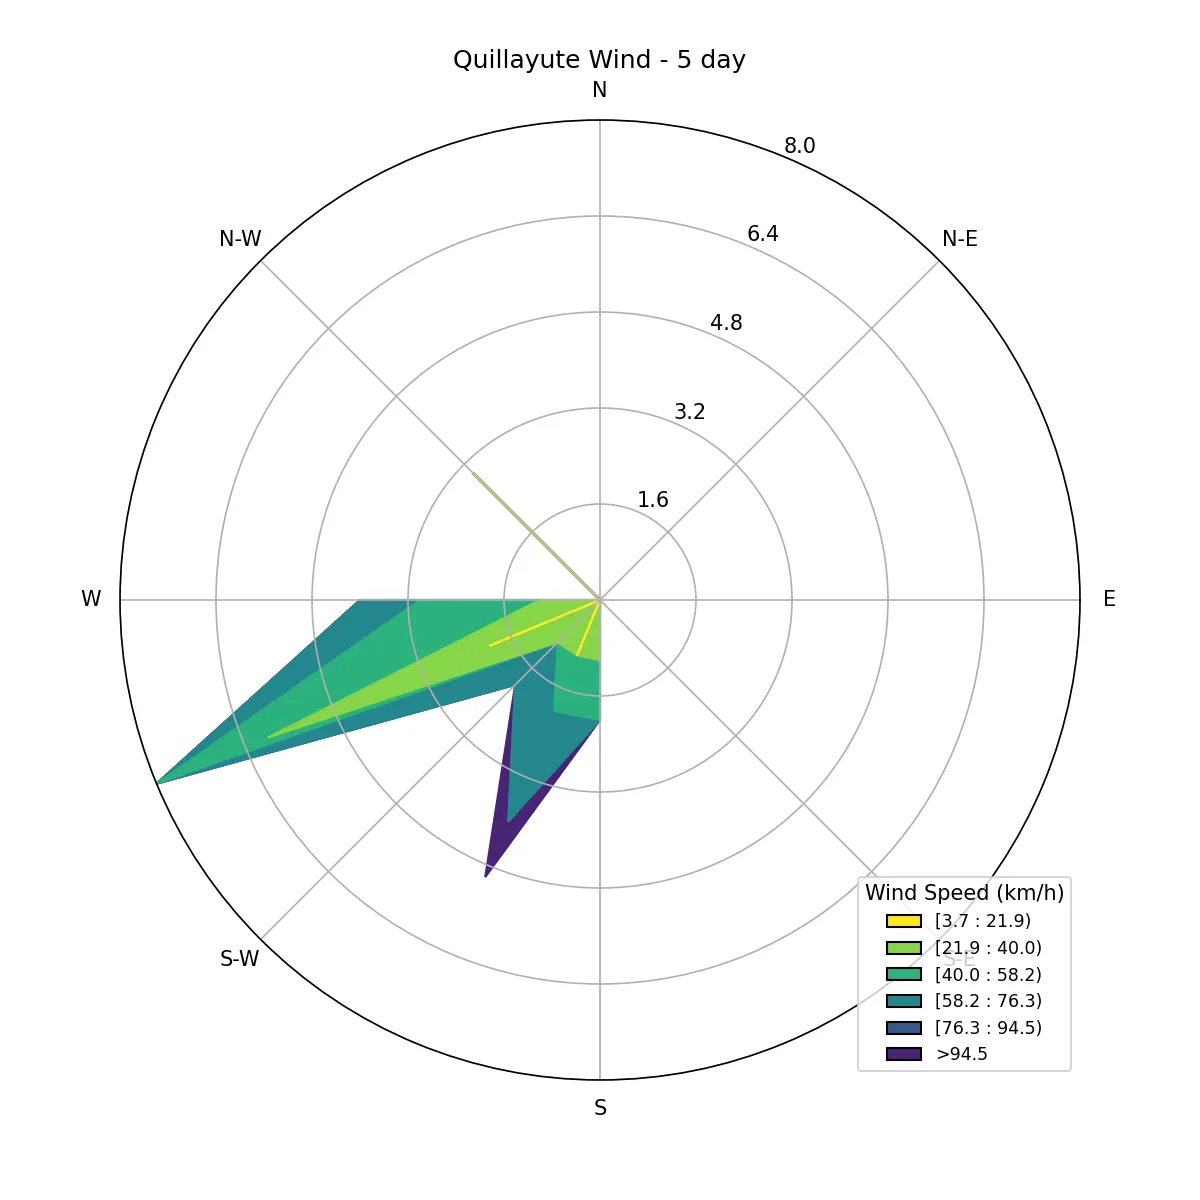 Quillayute Wind - 5 day
N
8.0
N-W
6.4
N-E
4.8
3.2
1.6
W
E
S-W
S-E
S
Wind Speed (km/h)
[3.7 : 21.9)
[21.9 : 40.0)
[40.0 : 58.2)
[58.2 : 76.3)
[76.3 : 94.5)
>94.5